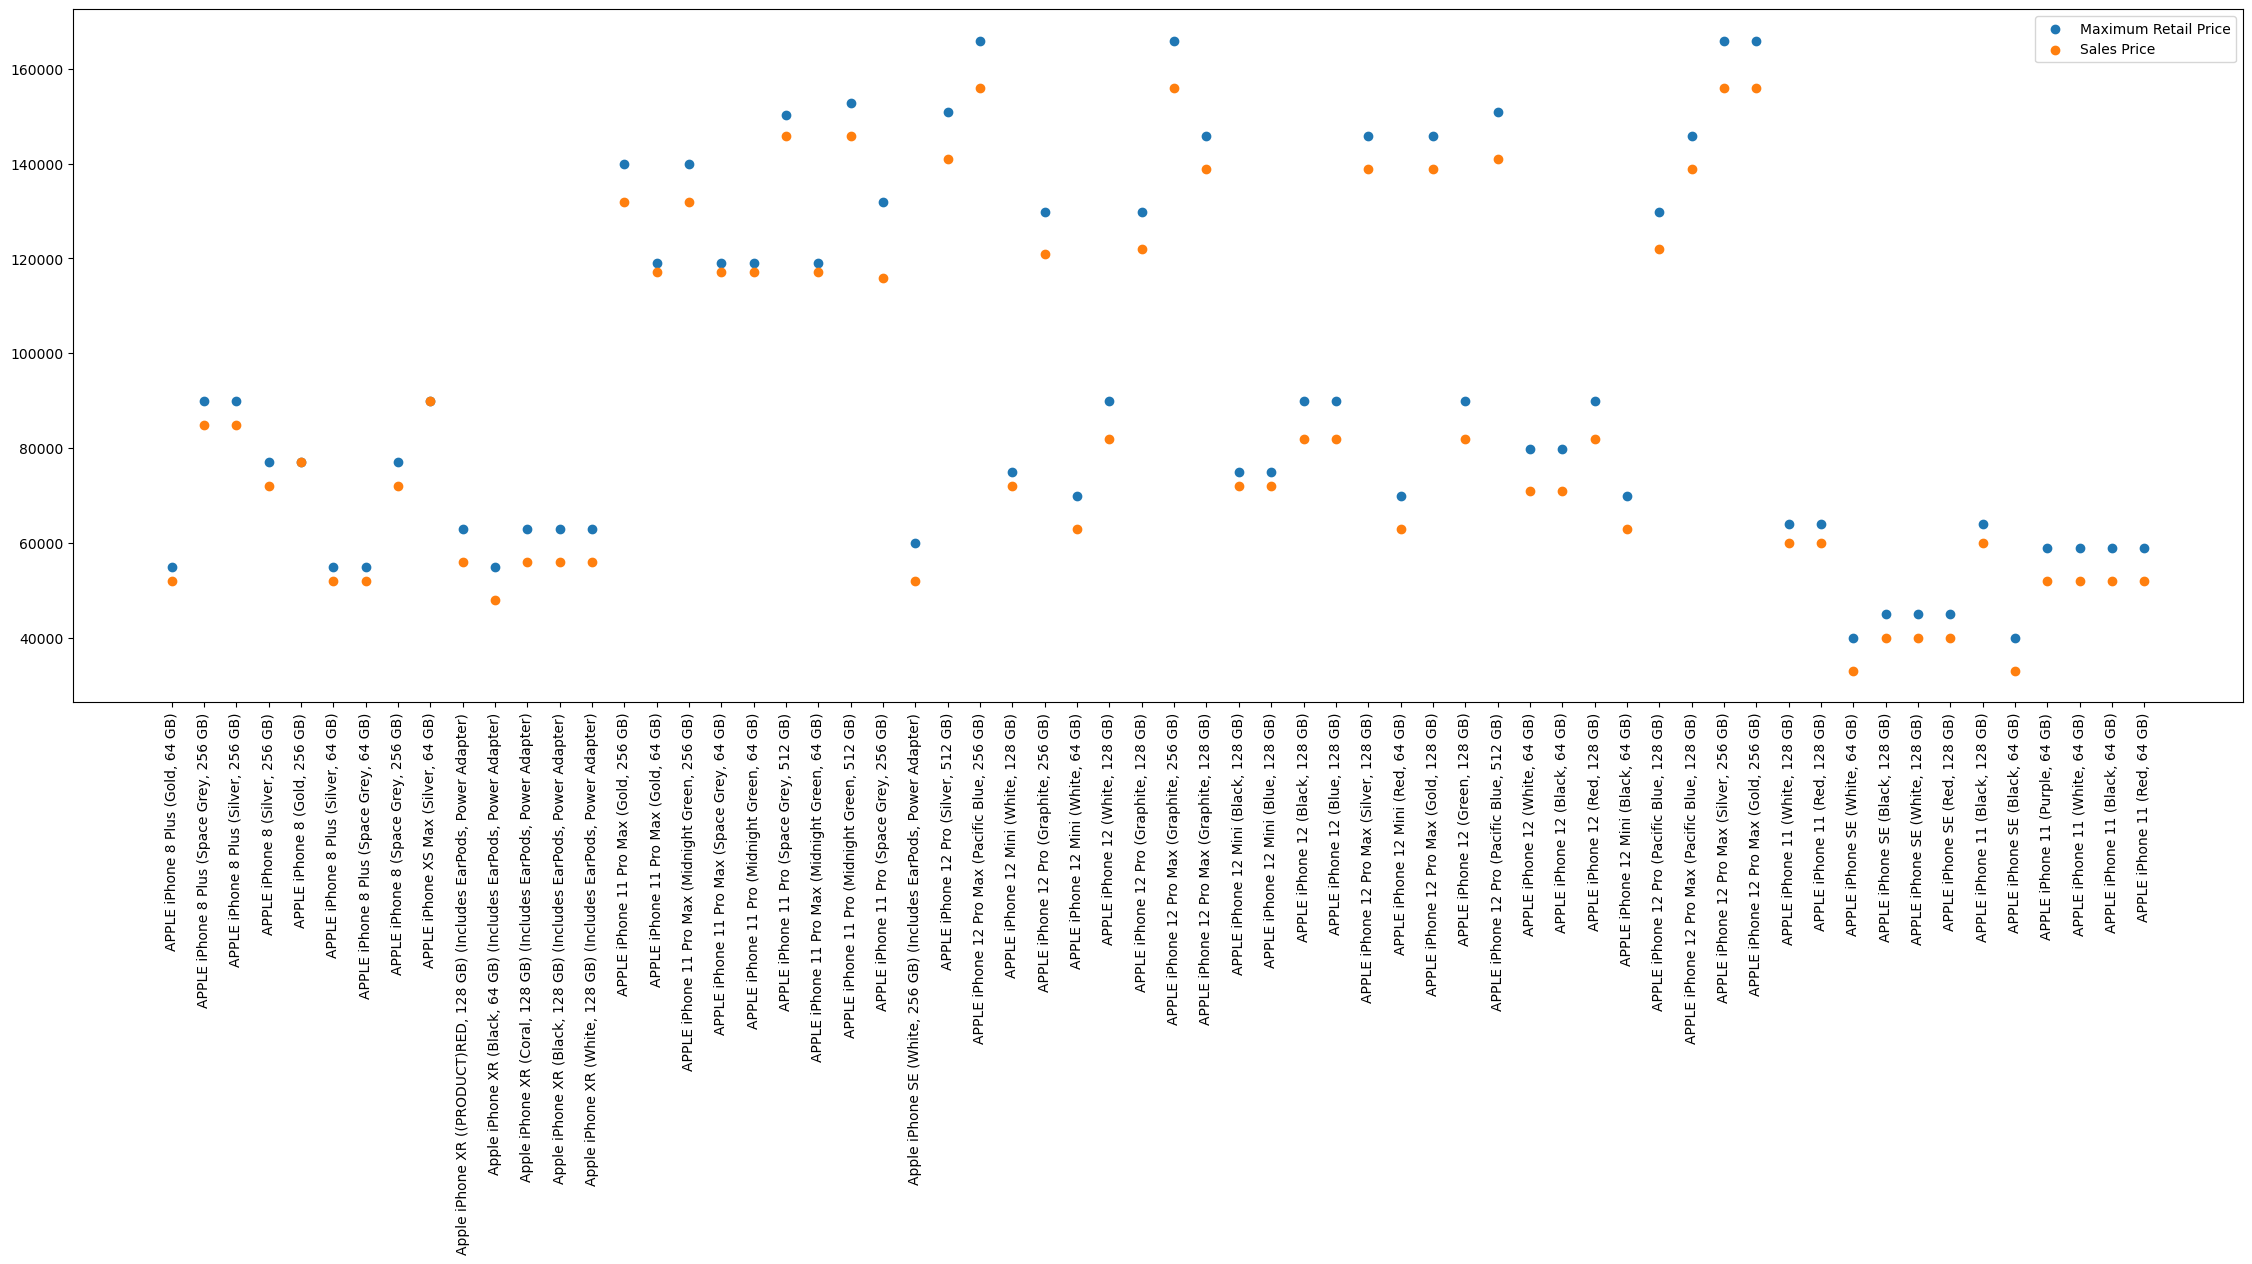 Maximum Retail Price
Sales Price
160000
140000
120000
100000
80000
60000
40000
APPLE iPhone 8 Plus (Gold, 64 GB)
APPLE iPhone 8 Plus (Space Grey, 256 GB)
APPLE iPhone 8 Plus (Silver, 256 GB)
APPLE iPhone 8 (Silver, 256 GB)
APPLE iPhone 8 (Gold, 256 GB)
APPLE iPhone 8 Plus (Silver, 64 GB)
APPLE iPhone 8 Plus (Space Grey, 64 GB)
APPLE iPhone 8 (Space Grey, 256 GB)
APPLE iPhone XS Max (Silver, 64 GB)
Apple iPhone XR ((PRODUCT)RED, 128 GB) (Includes EarPods, Power Adapter)
Apple iPhone XR (Black, 64 GB) (Includes EarPods, Power Adapter)
Apple iPhone XR (Coral, 128 GB) (Includes EarPods, Power Adapter)
Apple iPhone XR (Black, 128 GB) (Includes EarPods, Power Adapter)
Apple iPhone XR (White, 128 GB) (Includes EarPods, Power Adapter)
APPLE iPhone 11 Pro Max (Gold, 256 GB)
APPLE iPhone 11 Pro Max (Gold, 64 GB)
APPLE iPhone 11 Pro Max (Midnight Green, 256 GB)
APPLE iPhone 11 Pro Max (Space Grey, 64 GB)
APPLE iPhone 11 Pro (Midnight Green, 64 GB)
APPLE iPhone 11 Pro (Space Grey, 512 GB)
APPLE iPhone 11 Pro Max (Midnight Green, 64 GB)
APPLE iPhone 11 Pro (Midnight Green, 512 GB)
APPLE iPhone 11 Pro (Space Grey, 256 GB)
Apple iPhone SE (White, 256 GB) (Includes EarPods, Power Adapter)
APPLE iPhone 12 Pro (Silver, 512 GB)
APPLE iPhone 12 Pro Max (Pacific Blue, 256 GB)
APPLE iPhone 12 Mini (White, 128 GB)
APPLE iPhone 12 Pro (Graphite, 256 GB)
APPLE iPhone 12 Mini (White, 64 GB)
APPLE iPhone 12 (White, 128 GB)
APPLE iPhone 12 Pro (Graphite, 128 GB)
APPLE iPhone 12 Pro Max (Graphite, 256 GB)
APPLE iPhone 12 Pro Max (Graphite, 128 GB)
APPLE iPhone 12 Mini (Black, 128 GB)
APPLE iPhone 12 Mini (Blue, 128 GB)
APPLE iPhone 12 (Black, 128 GB)
APPLE iPhone 12 (Blue, 128 GB)
APPLE iPhone 12 Pro Max (Silver, 128 GB)
APPLE iPhone 12 Mini (Red, 64 GB)
APPLE iPhone 12 Pro Max (Gold, 128 GB)
APPLE iPhone 12 (Green, 128 GB)
APPLE iPhone 12 Pro (Pacific Blue, 512 GB)
APPLE iPhone 12 (White, 64 GB)
APPLE iPhone 12 (Black, 64 GB)
APPLE iPhone 12 (Red, 128 GB)
APPLE iPhone 12 Mini (Black, 64 GB)
APPLE iPhone 12 Pro (Pacific Blue, 128 GB)
APPLE iPhone 12 Pro Max (Pacific Blue, 128 GB)
APPLE iPhone 12 Pro Max (Silver, 256 GB)
APPLE iPhone 12 Pro Max (Gold, 256 GB)
APPLE iPhone 11 (White, 128 GB)
APPLE iPhone 11 (Red, 128 GB)
APPLE iPhone SE (White, 64 GB)
APPLE iPhone SE (Black, 128 GB)
APPLE iPhone SE (White, 128 GB)
APPLE iPhone SE (Red, 128 GB)
APPLE iPhone 11 (Black, 128 GB)
APPLE iPhone SE (Black, 64 GB)
APPLE iPhone 11 (Purple, 64 GB)
APPLE iPhone 11 (White, 64 GB)
APPLE iPhone 11 (Black, 64 GB)
APPLE iPhone 11 (Red, 64 GB)